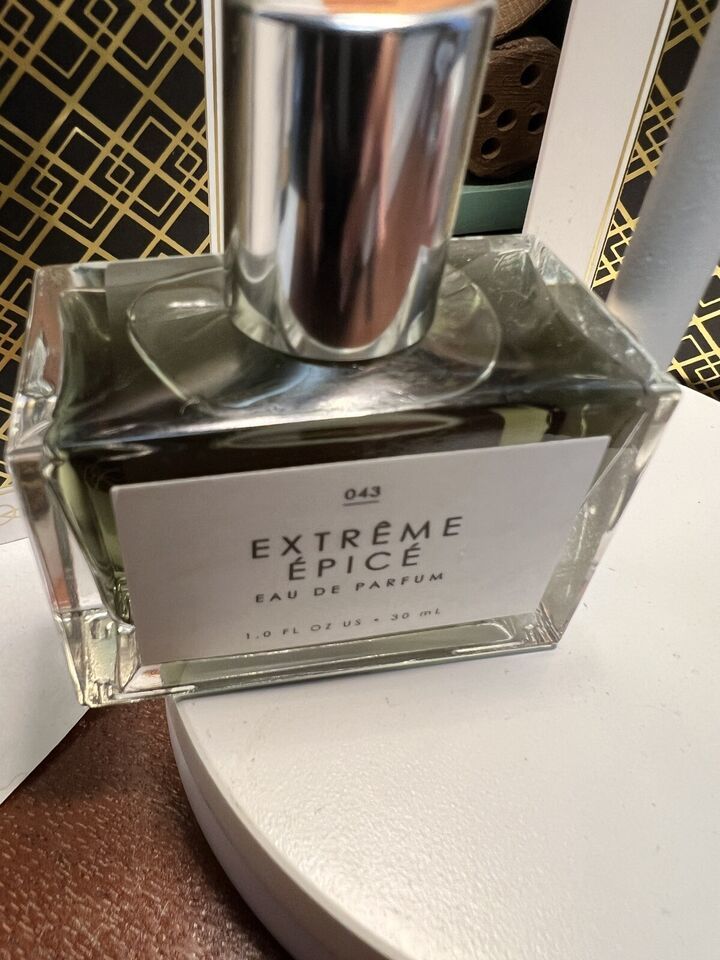 043
EXTRÊME
ÉPICÉ
EAU DE PARFUM
1.0 FL OZ US • 30 mL